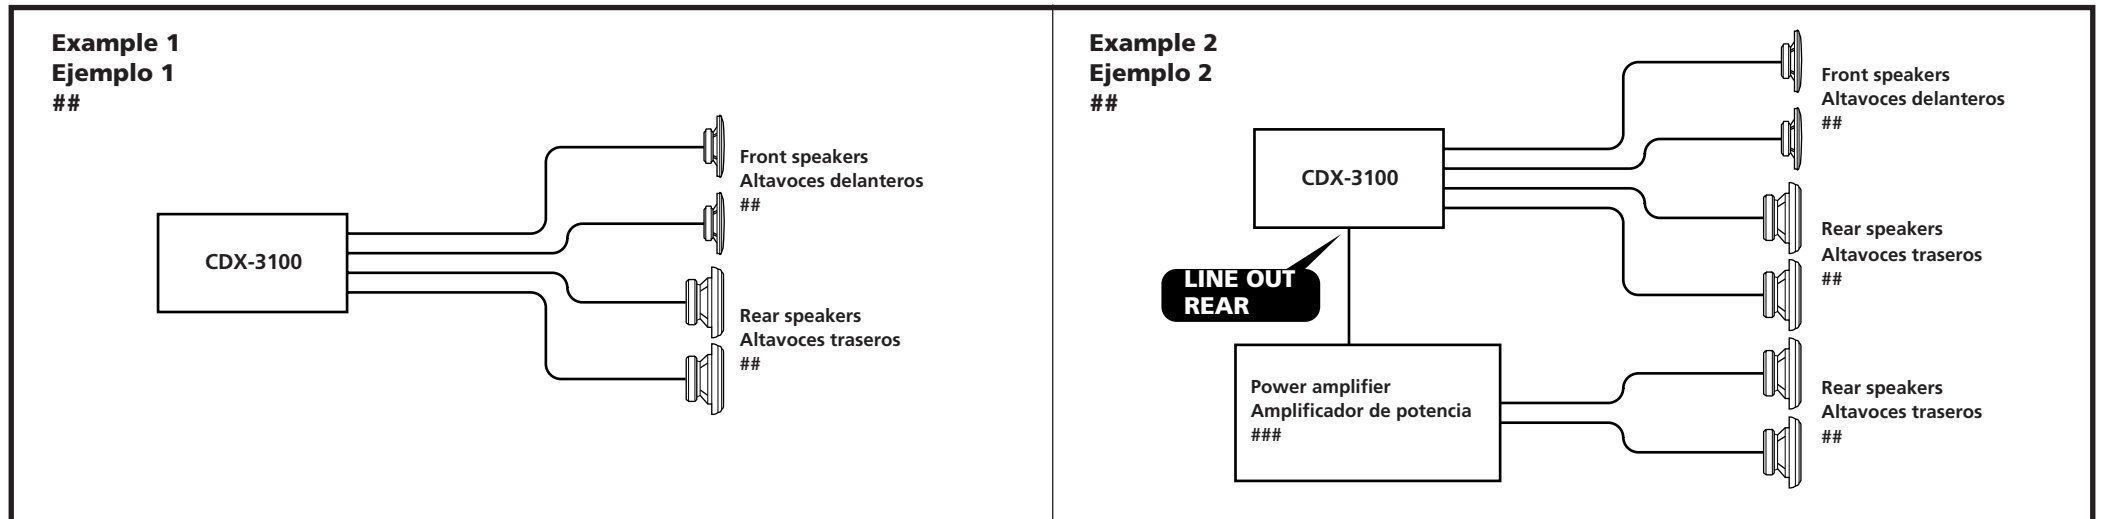 Example 1
Ejemplo 1
##
CDX-3100
Front speakers
Altavoces delanteros
##
Rear speakers
Altavoces traseros
##
Example 2
Ejemplo 2
##
CDX-3100
LINE OUT
REAR
Front speakers
Altavoces delanteros
##
Rear speakers
Altavoces traseros
##
Power amplifier
Amplificador de potencia
###
Rear speakers
Altavoces traseros
##